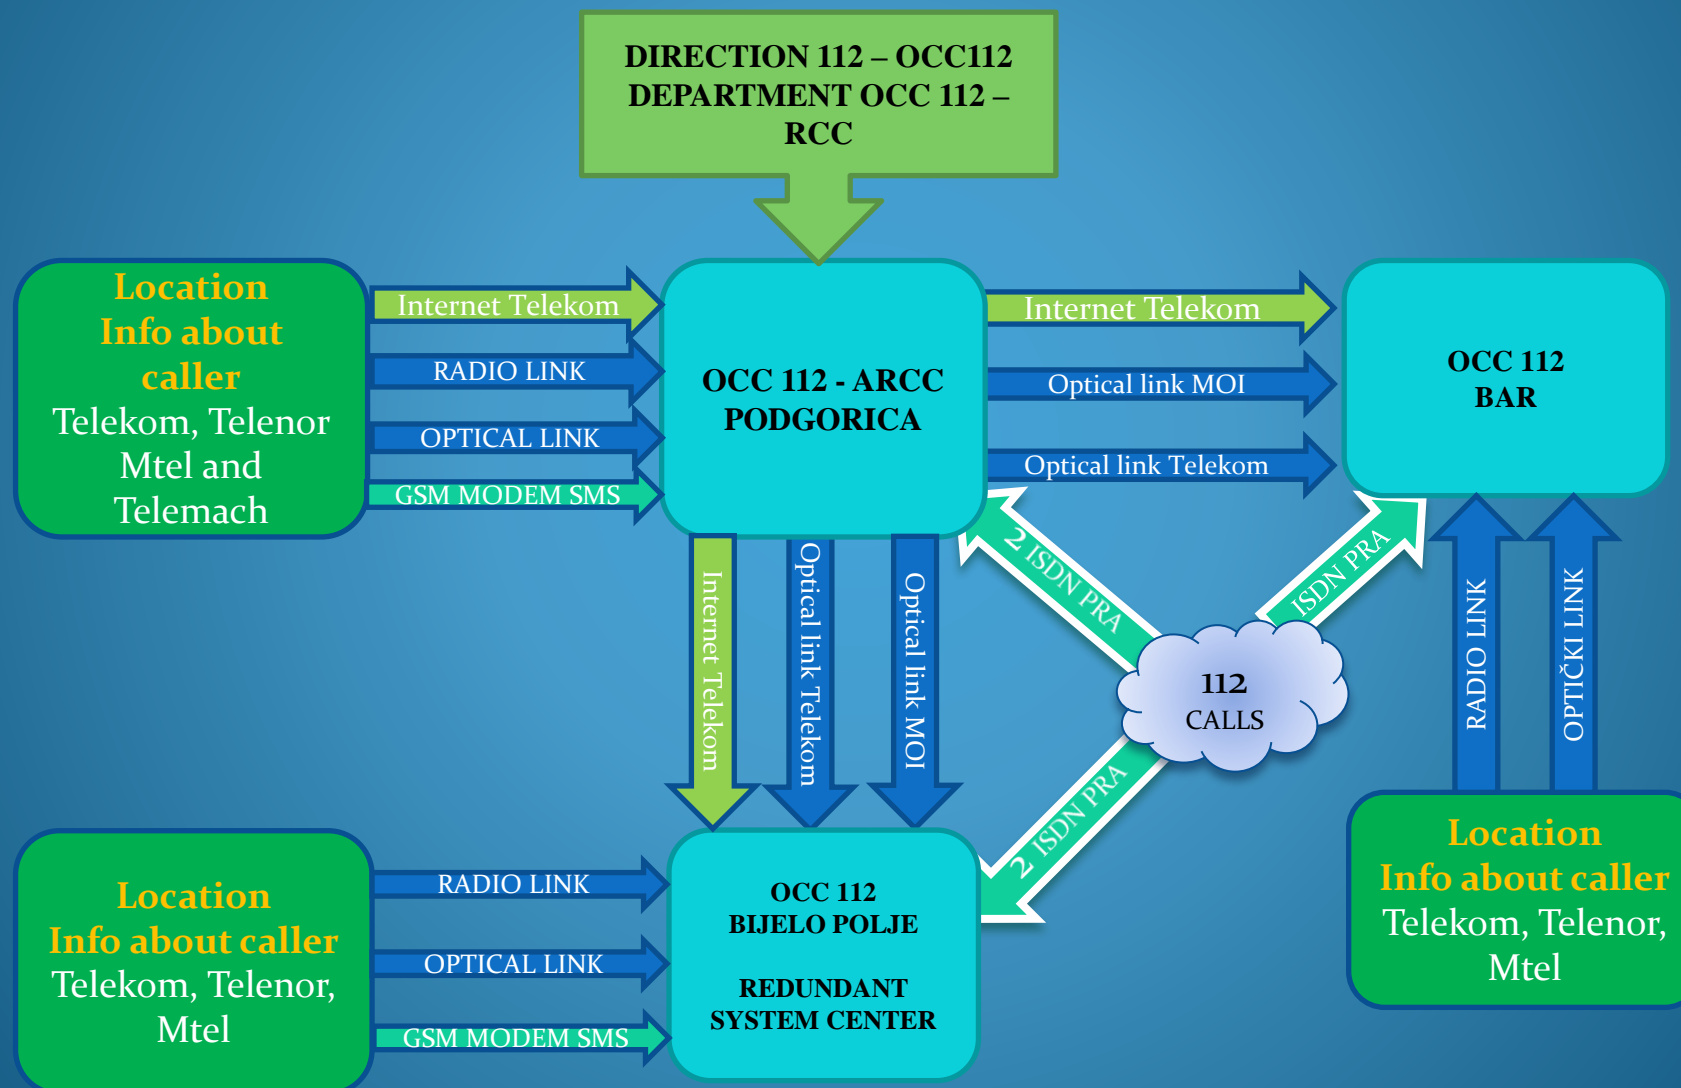 DIRECTION 112 – OCC112
DEPARTMENT OCC 112 –
RCC
Location
Info about
caller
Telekom, Telenor
Mtel and
Telemach
Internet Telekom
RADIO LINK
OPTICAL LINK
GSM MODEM SMS
OCC 112 - ARCC
PODGORICA
Internet Telekom
Optical link MOI
Optical link Telekom
OCC 112
BAR
Internet Telekom
Optical link Telekom
Optical link MOI
2 ISDN PRA
ISDN PRA
112
CALLS
2 ISDN PRA
RADIO LINK
OPTIČKI LINK
Location
Info about caller
Telekom, Telenor,
Mtel
RADIO LINK
OPTICAL LINK
GSM MODEM SMS
OCC 112
BIJELO POLJE
REDUNDANT
SYSTEM CENTER
Location
Info about caller
Telekom, Telenor,
Mtel